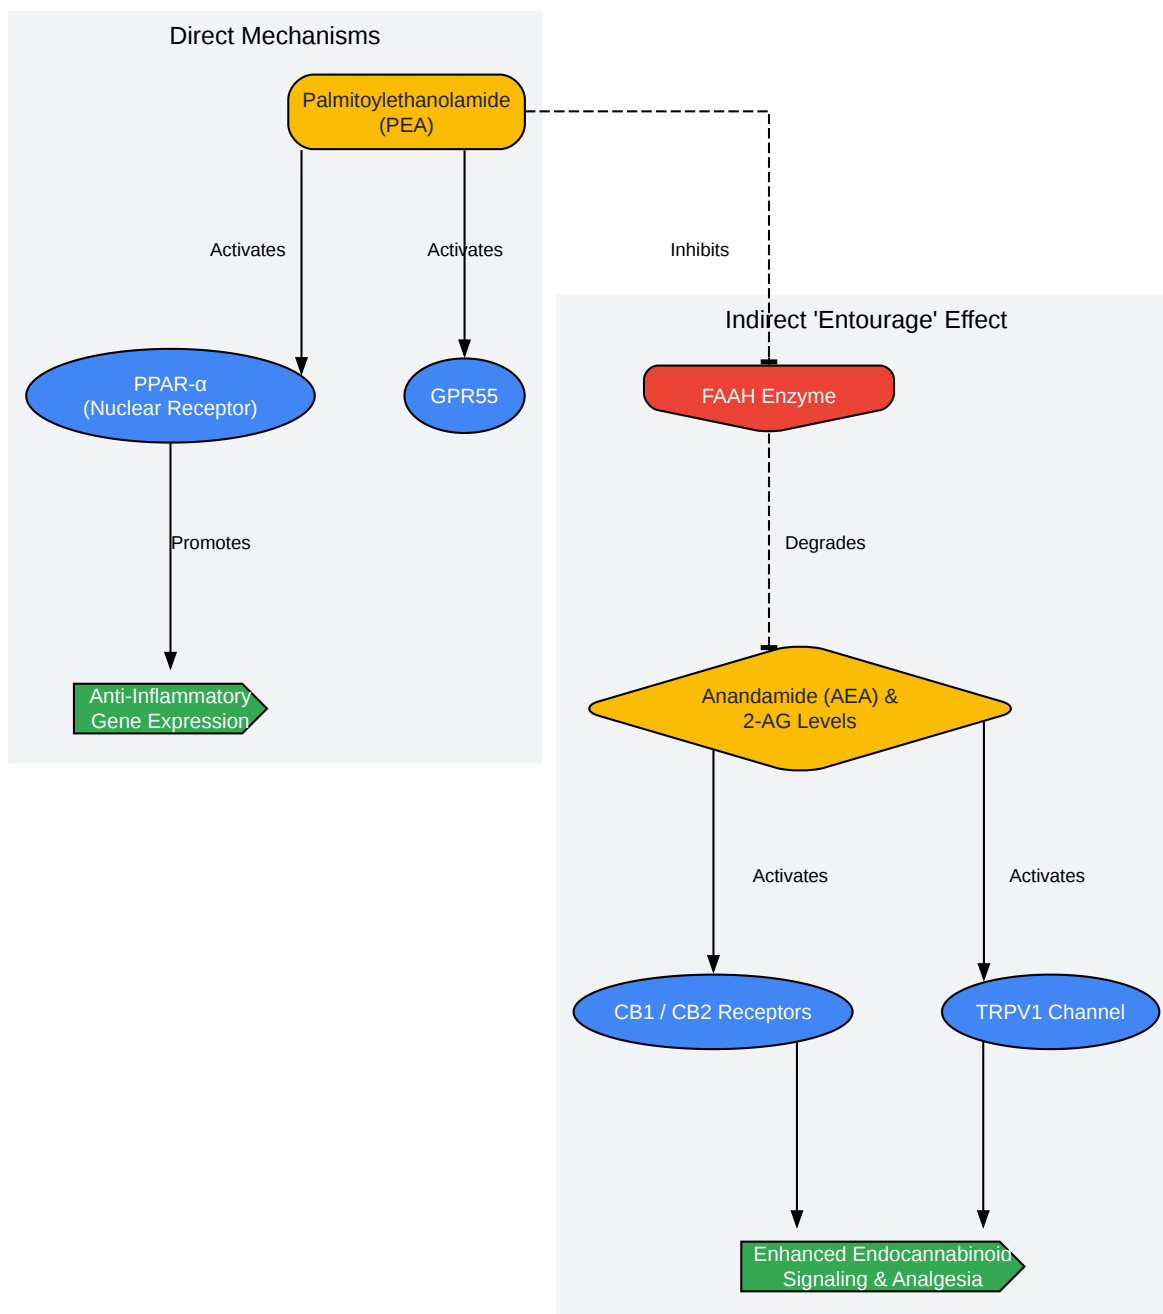 Direct Mechanisms
Palmitoylethanolamide
(PEA)
Activates
Activates
Inhibits
PPAR-α
(Nuclear Receptor)
GPR55
Promotes
Anti-Inflammatory
Gene Expression
Indirect 'Entourage' Effect
FAAH Enzyme
Degrades
Anandamide (AEA) &
2-AG Levels
Activates
Activates
CB1 / CB2 Receptors
TRPV1 Channel
Enhanced Endocannabinoid
Signaling & Analgesia